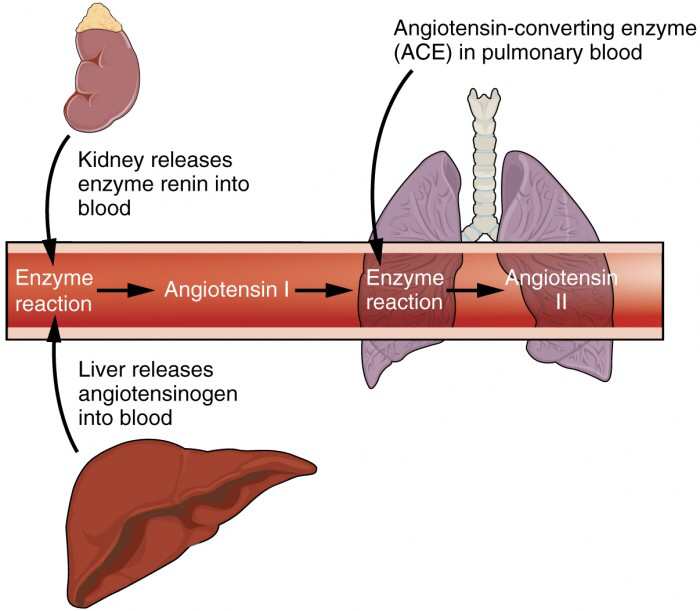 Angiotensin-converting enzyme
(ACE) in pulmonary blood
Kidney releases
enzyme renin into
blood
Enzyme
reaction
Angiotensin I
Enzyme
reaction
Angiotensin
II
Liver releases
angiotensinogen
into blood